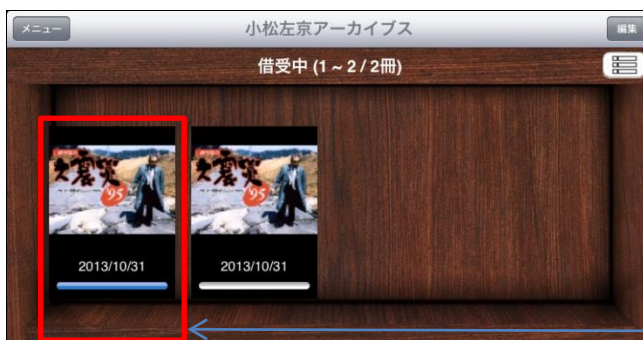 メニュー
小松左京アーカイブス
編集
借受中 (1 ~ 2 / 2冊)
大震災
'95
大震災
'95
2013/10/31
2013/10/31